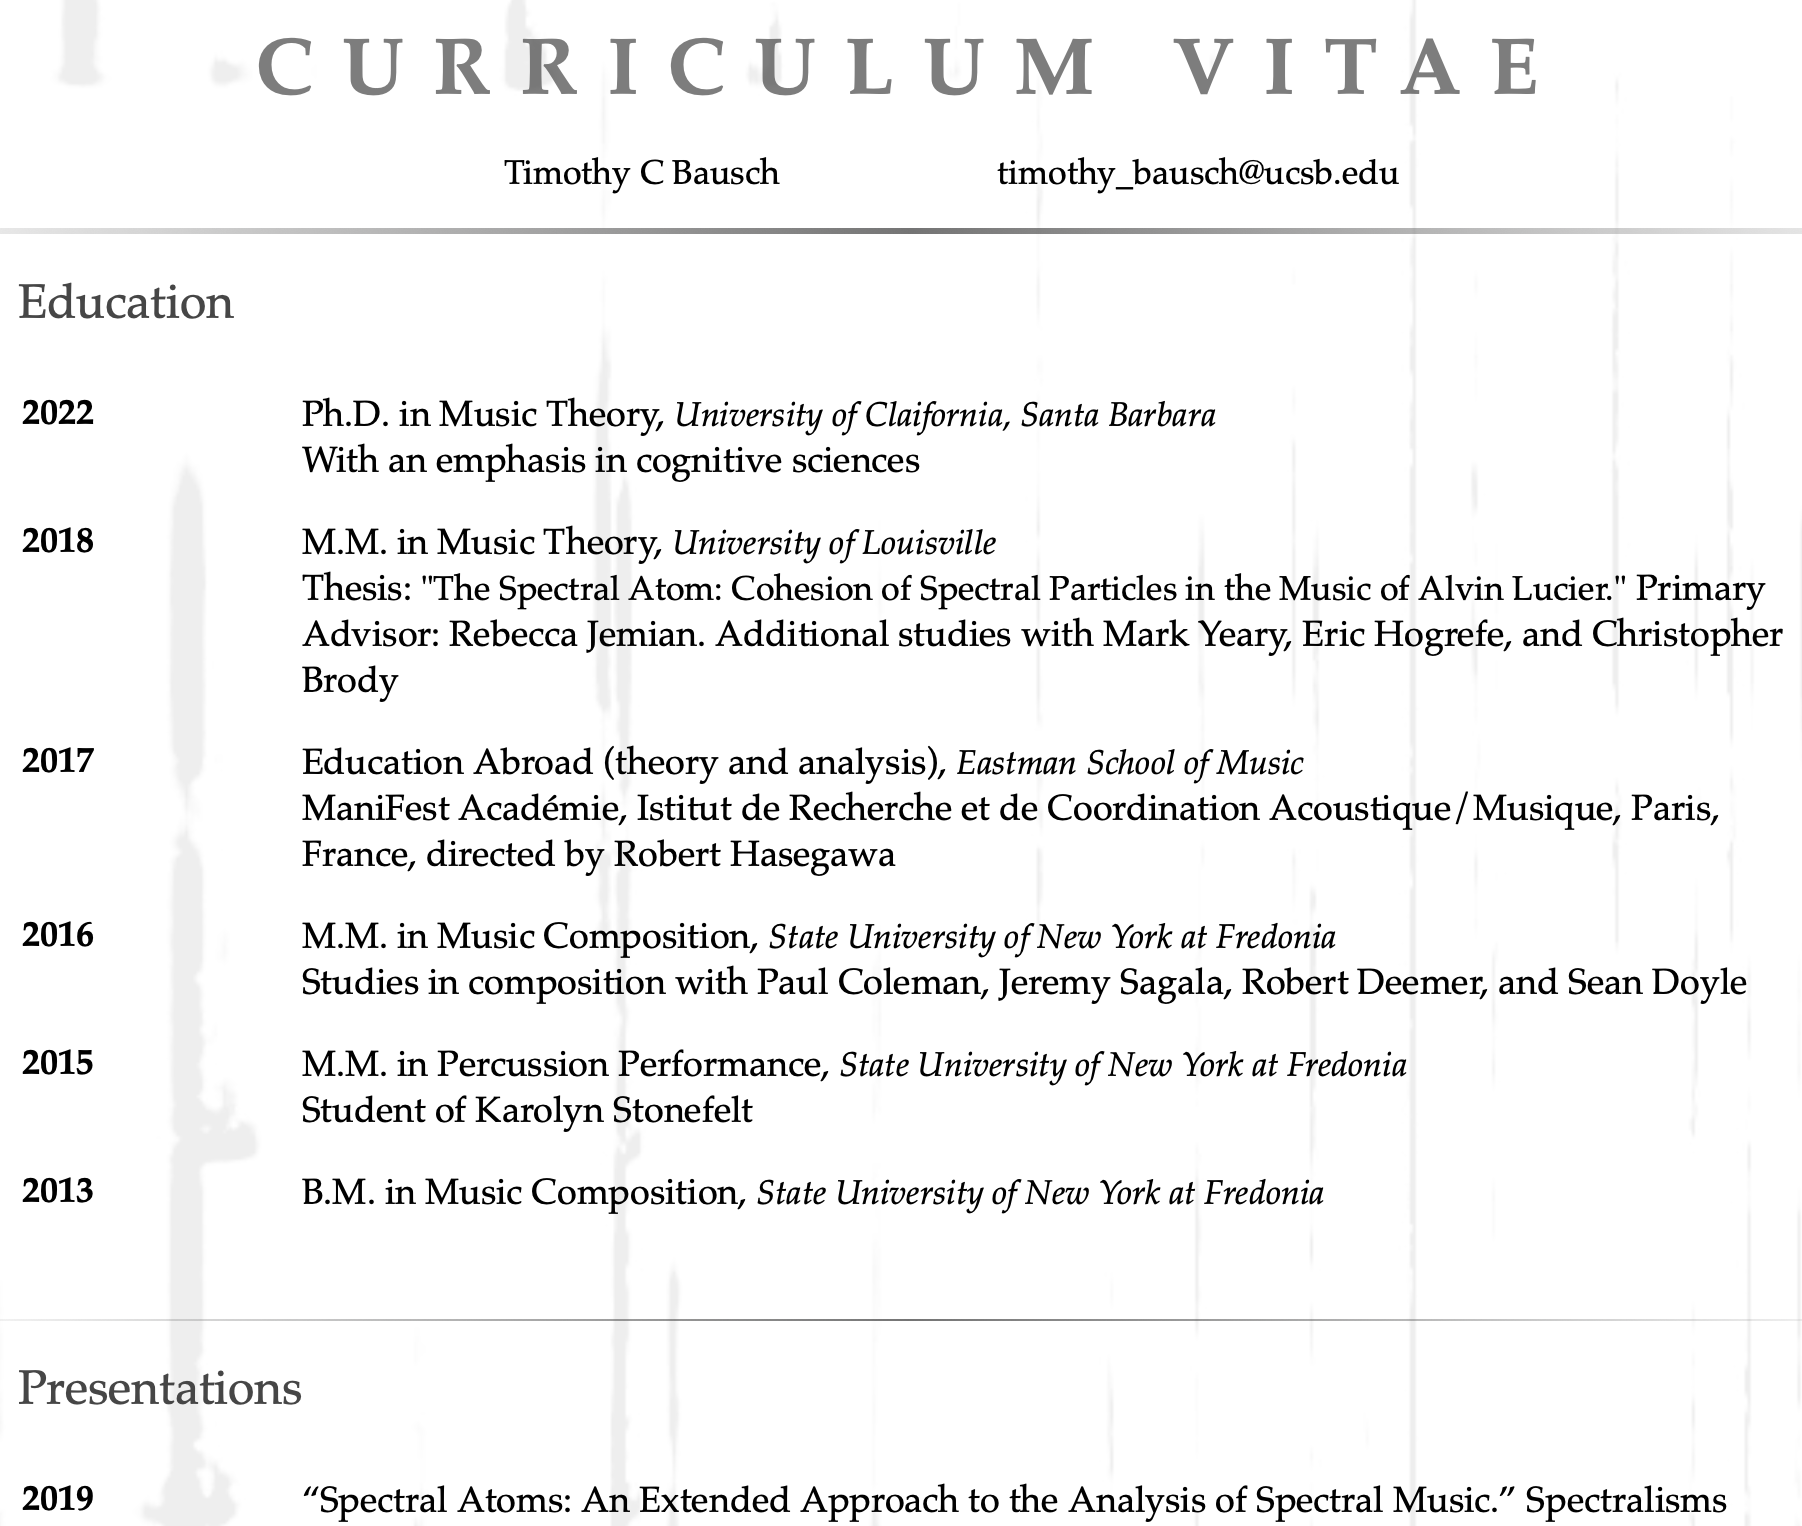 CURRICULUM VITAE
Timothy C Bausch timothy_bausch@ucsb.edu
Education
2022 Ph.D. in Music Theory, University of Claifornia, Santa Barbara
With an emphasis in cognitive sciences
2018 M.M. in Music Theory, University of Louisville
Thesis: "The Spectral Atom: Cohesion of Spectral Particles in the Music of Alvin Lucier." Primary
Advisor: Rebecca Jemian. Additional studies with Mark Yeary, Eric Hogrefe, and Christopher
Brody
2017 Education Abroad (theory and analysis), Eastman School of Music
ManiFest Académie, Istitut de Recherche et de Coordination Acoustique/Musique, Paris,
France, directed by Robert Hasegawa
2016 M.M. in Music Composition, State University of New York at Fredonia
Studies in composition with Paul Coleman, Jeremy Sagala, Robert Deemer, and Sean Doyle
2015 M.M. in Percussion Performance, State University of New York at Fredonia
Student of Karolyn Stonefelt
2013 B.M. in Music Composition, State University of New York at Fredonia
Presentations
2019 “Spectral Atoms: An Extended Approach to the Analysis of Spectral Music.” Spectralisms